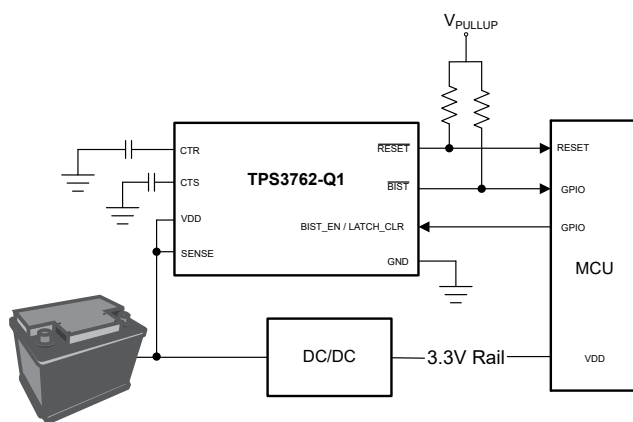 VPULLUP
CTR
CTS
VDD
SENSE
TPS3762-Q1
RESET
BIST
BIST_EN / LATCH_CLR
GND
RESET
GPIO
GPIO
MCU
VDD
DC/DC
3.3V Rail